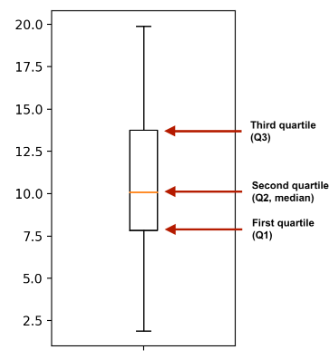 20.0
17.5
15.0
12.5
10.0
7.5
5.0
2.5
Third quartile
(Q3)
Second quartile
(Q2, median)
First quartile
(Q1)